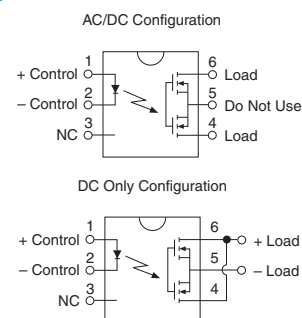 AC/DC Configuration
1
6
+ Control
Load
2
5
– Control
Do Not Use
3
4
NC
Load
DC Only Configuration
1
6
+ Control
+ Load
2
5
– Control
– Load
3
4
NC